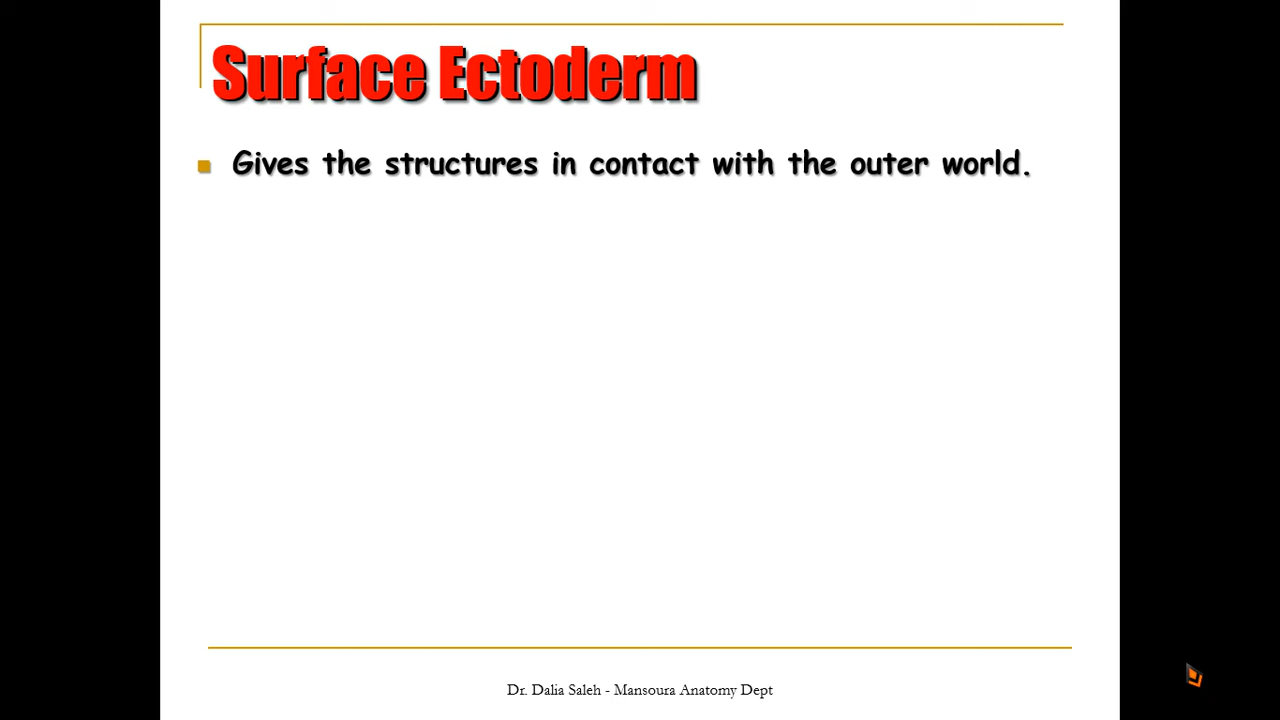 Surface Ectoderm
Gives the structures in contact with the outer world.
Dr. Dalia Saleh - Mansoura Anatomy Dept